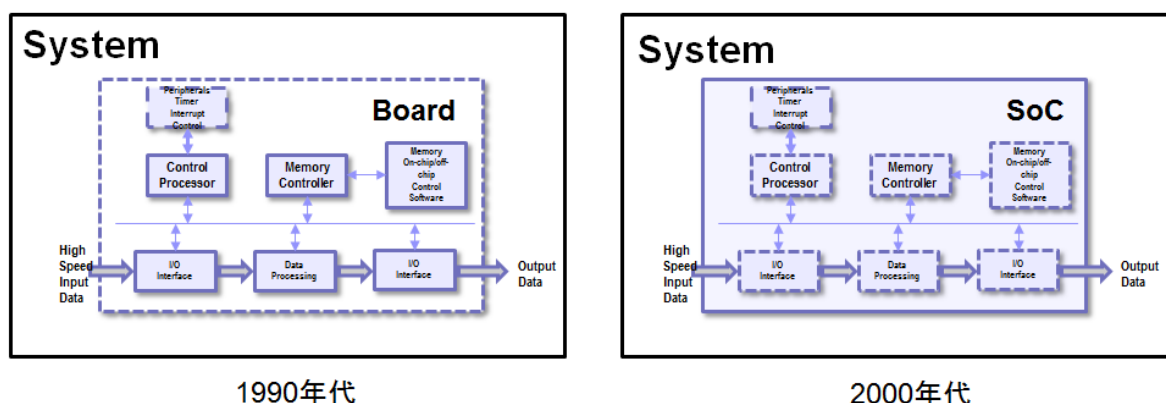 System
Board
Peripherals
Timer
Interrupt
Control
Control
Processor
Memory
Controller
Memory
On-chip/off-
chip
Control
Software
High
Speed
Input
Data
I/O
Interface
Data
Processing
I/O
Interface
Output
Data
1990年代
System
SoC
Peripherals
Timer
Interrupt
Control
Control
Processor
Memory
Controller
Memory
On-chip/off-
chip
Control
Software
High
Speed
Input
Data
I/O
Interface
Data
Processing
I/O
Interface
Output
Data
2000年代